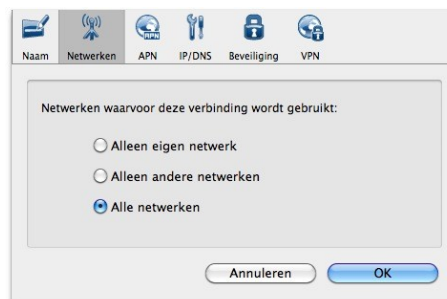 Naam Netwerken APN IP/DNS Beveiliging VPN
Netwerken waarvoor deze verbinding wordt gebruikt:
Alleen eigen netwerk
Alleen andere netwerken
Alle netwerken
Annuleren OK